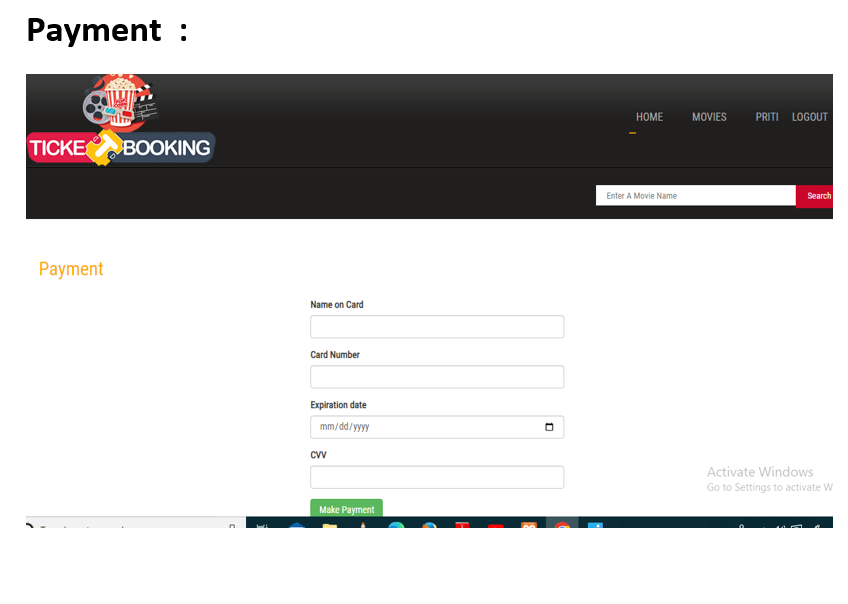 Payment :
HOME MOVIES PRITI LOGOUT
TICKET BOOKING
Enter A Movie Name Search
Payment
Name on Card
Card Number
Expiration date
mm/dd/yyyy
CVV
Activate Windows
Go to Settings to activate W
Make Payment